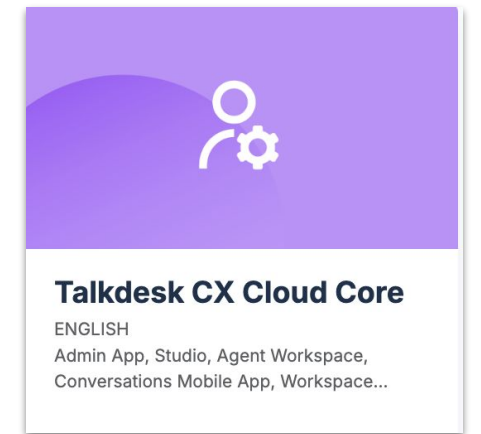 Talkdesk CX Cloud Core
ENGLISH
Admin App, Studio, Agent Workspace,
Conversations Mobile App, Workspace...